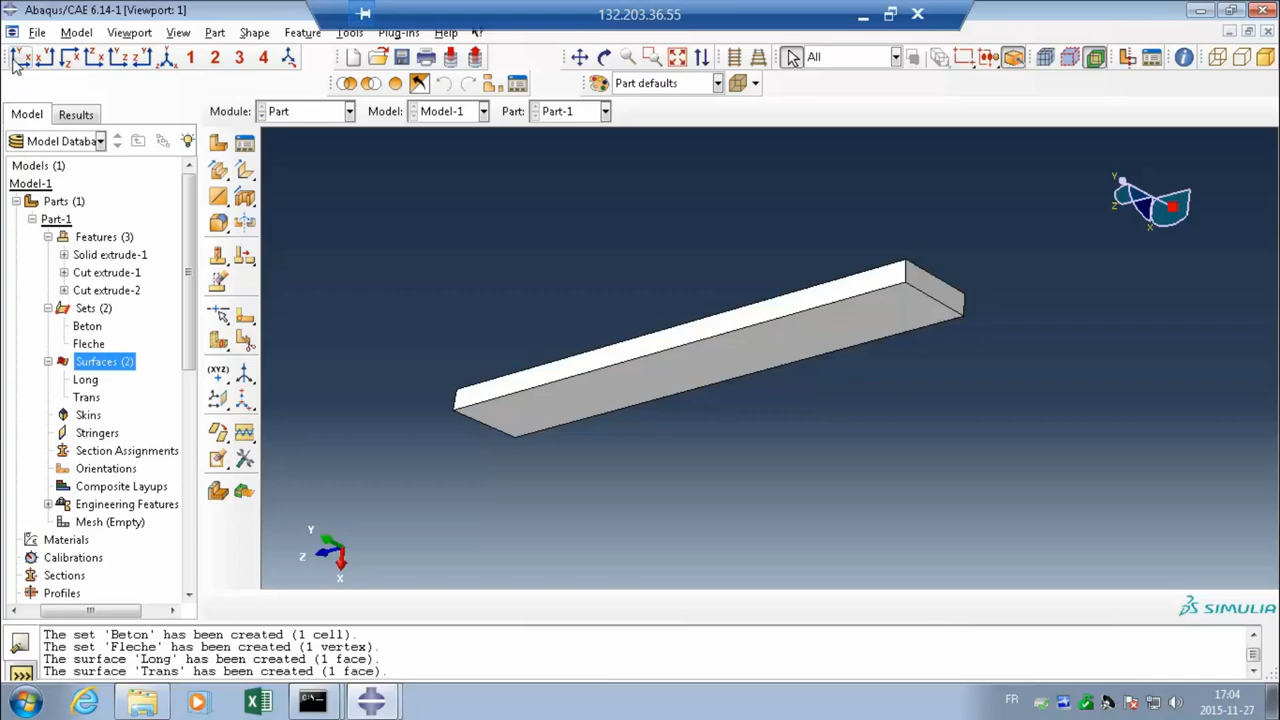 Abaqus/CAE 6.14-1 [Viewport: 1]
132.203.36.55
File Model Viewport View Part Shape Feature Tools Plug-ins Help
1 2 3 4
All
Part defaults
Model Results
Module: Part Model: Model-1 Part: Part-1
Model Databa
Models (1)
Model-1
Parts (1)
Part-1
Features (3)
Solid extrude-1
Cut extrude-1
Cut extrude-2
Sets (2)
Beton
Fleche
Surfaces (2)
Long
Trans
Skins
Stringers
Section Assignments
Orientations
Composite Layups
Engineering Features
Mesh (Empty)
Materials
Calibrations
Sections
Profiles
(XYZ)
Y
Z
X
Y
Z
X
SIMULIA
The set 'Beton' has been created (1 cell).
The set 'Fleche' has been created (1 vertex).
The surface 'Long' has been created (1 face).
The surface 'Trans' has been created (1 face).
>>>
FR
17:04
2015-11-27